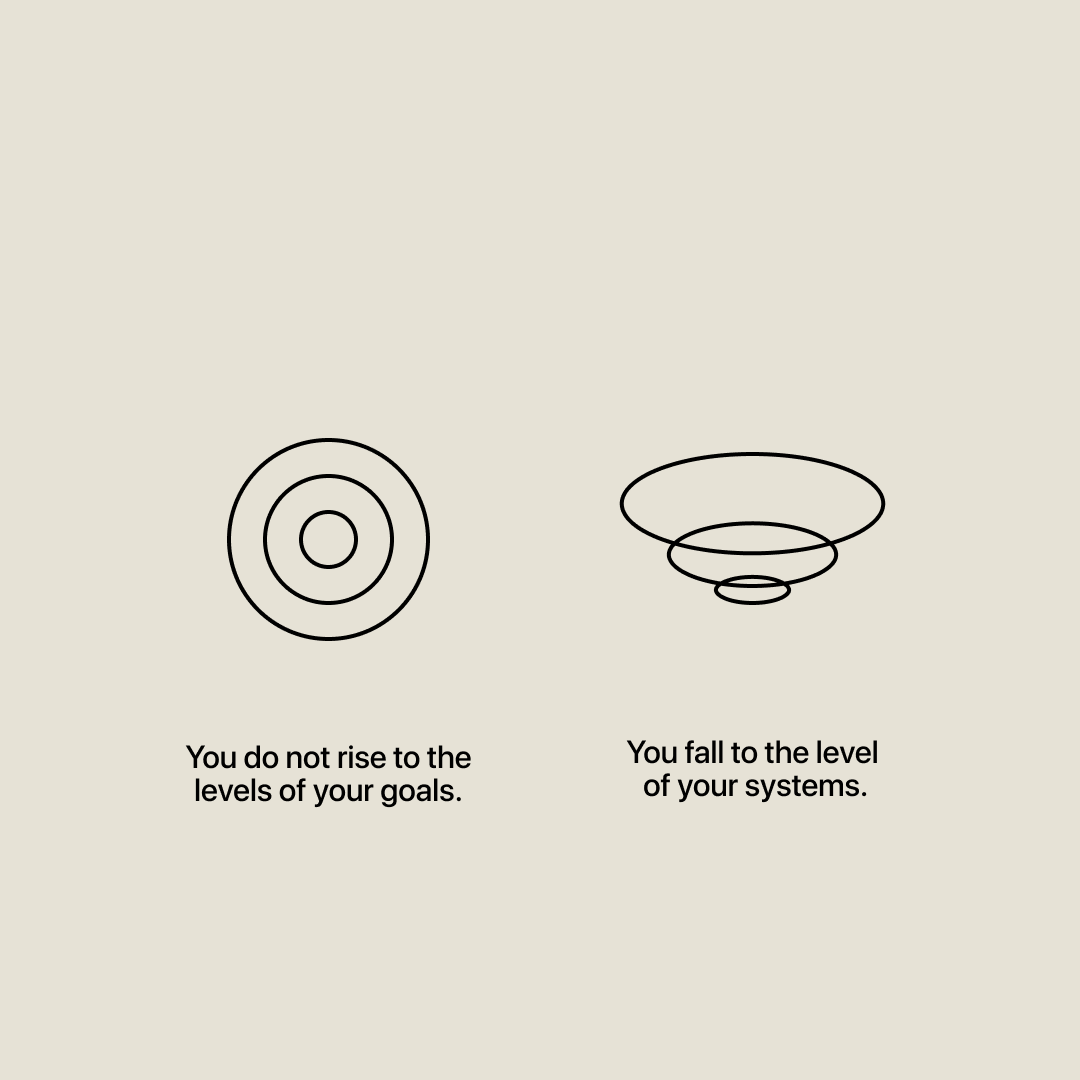 You do not rise to the
levels of your goals.
You fall to the level
of your systems.